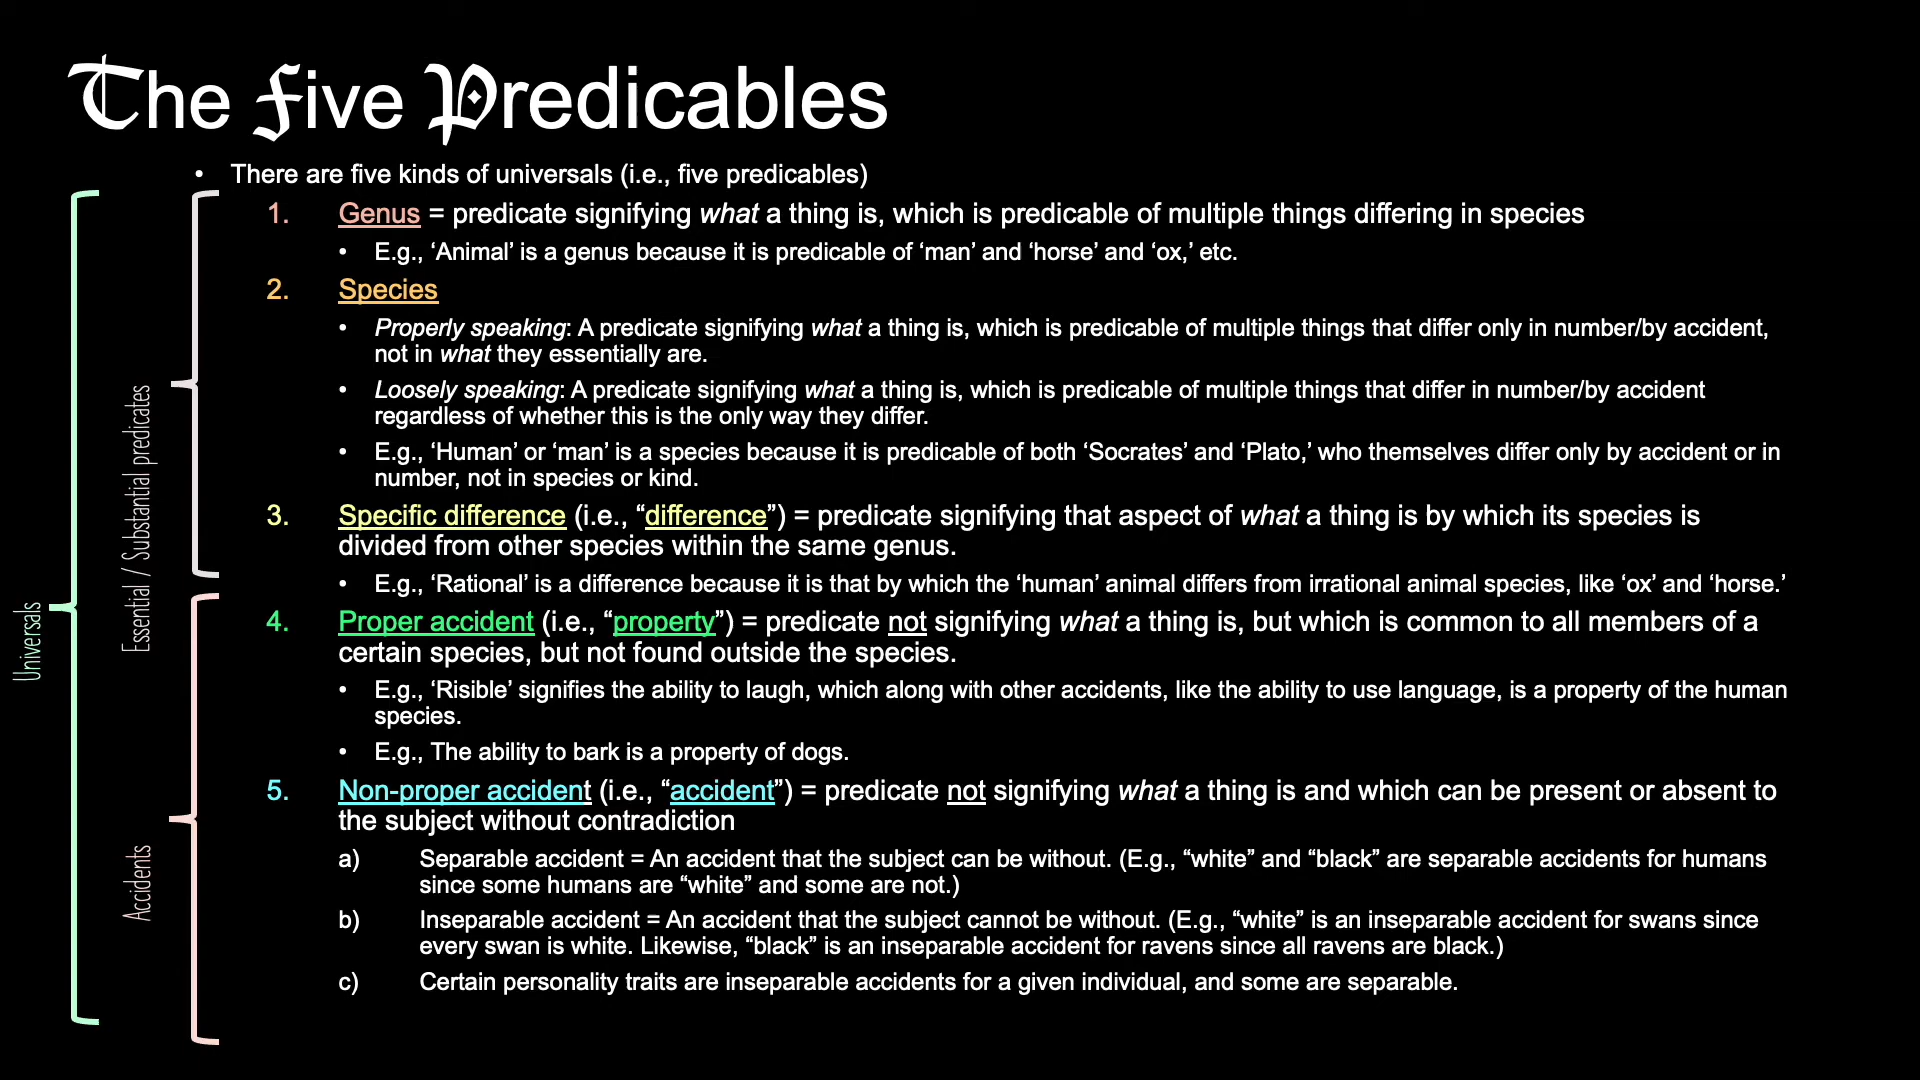 The Five Predicables
• There are five kinds of universals (i.e., five predicables)
1. Genus = predicate signifying what a thing is, which is predicable of multiple things differing in species
• E.g., ‘Animal’ is a genus because it is predicable of ‘man’ and ‘horse’ and ‘ox,’ etc.
2. Species
• Properly speaking: A predicate signifying what a thing is, which is predicable of multiple things that differ only in number/by accident,
not in what they essentially are.
• Loosely speaking: A predicate signifying what a thing is, which is predicable of multiple things that differ in number/by accident
regardless of whether this is the only way they differ.
• E.g., ‘Human’ or ‘man’ is a species because it is predicable of both ‘Socrates’ and ‘Plato,’ who themselves differ only by accident or in
number, not in species or kind.
3. Specific difference (i.e., “difference”) = predicate signifying that aspect of what a thing is by which its species is
divided from other species within the same genus.
• E.g., ‘Rational’ is a difference because it is that by which the ‘human’ animal differs from irrational animal species, like ‘ox’ and ‘horse.’
4. Proper accident (i.e., “property”) = predicate not signifying what a thing is, but which is common to all members of a
certain species, but not found outside the species.
• E.g., ‘Risible’ signifies the ability to laugh, which along with other accidents, like the ability to use language, is a property of the human
species.
• E.g., The ability to bark is a property of dogs.
5. Non-proper accident (i.e., “accident”) = predicate not signifying what a thing is and which can be present or absent to
the subject without contradiction
a) Separable accident = An accident that the subject can be without. (E.g., “white” and “black” are separable accidents for humans
since some humans are “white” and some are not.)
b) Inseparable accident = An accident that the subject cannot be without. (E.g., “white” is an inseparable accident for swans since
every swan is white. Likewise, “black” is an inseparable accident for ravens since all ravens are black.)
c) Certain personality traits are inseparable accidents for a given individual, and some are separable.
Universals
Essential / Substantial predicates
Accidents